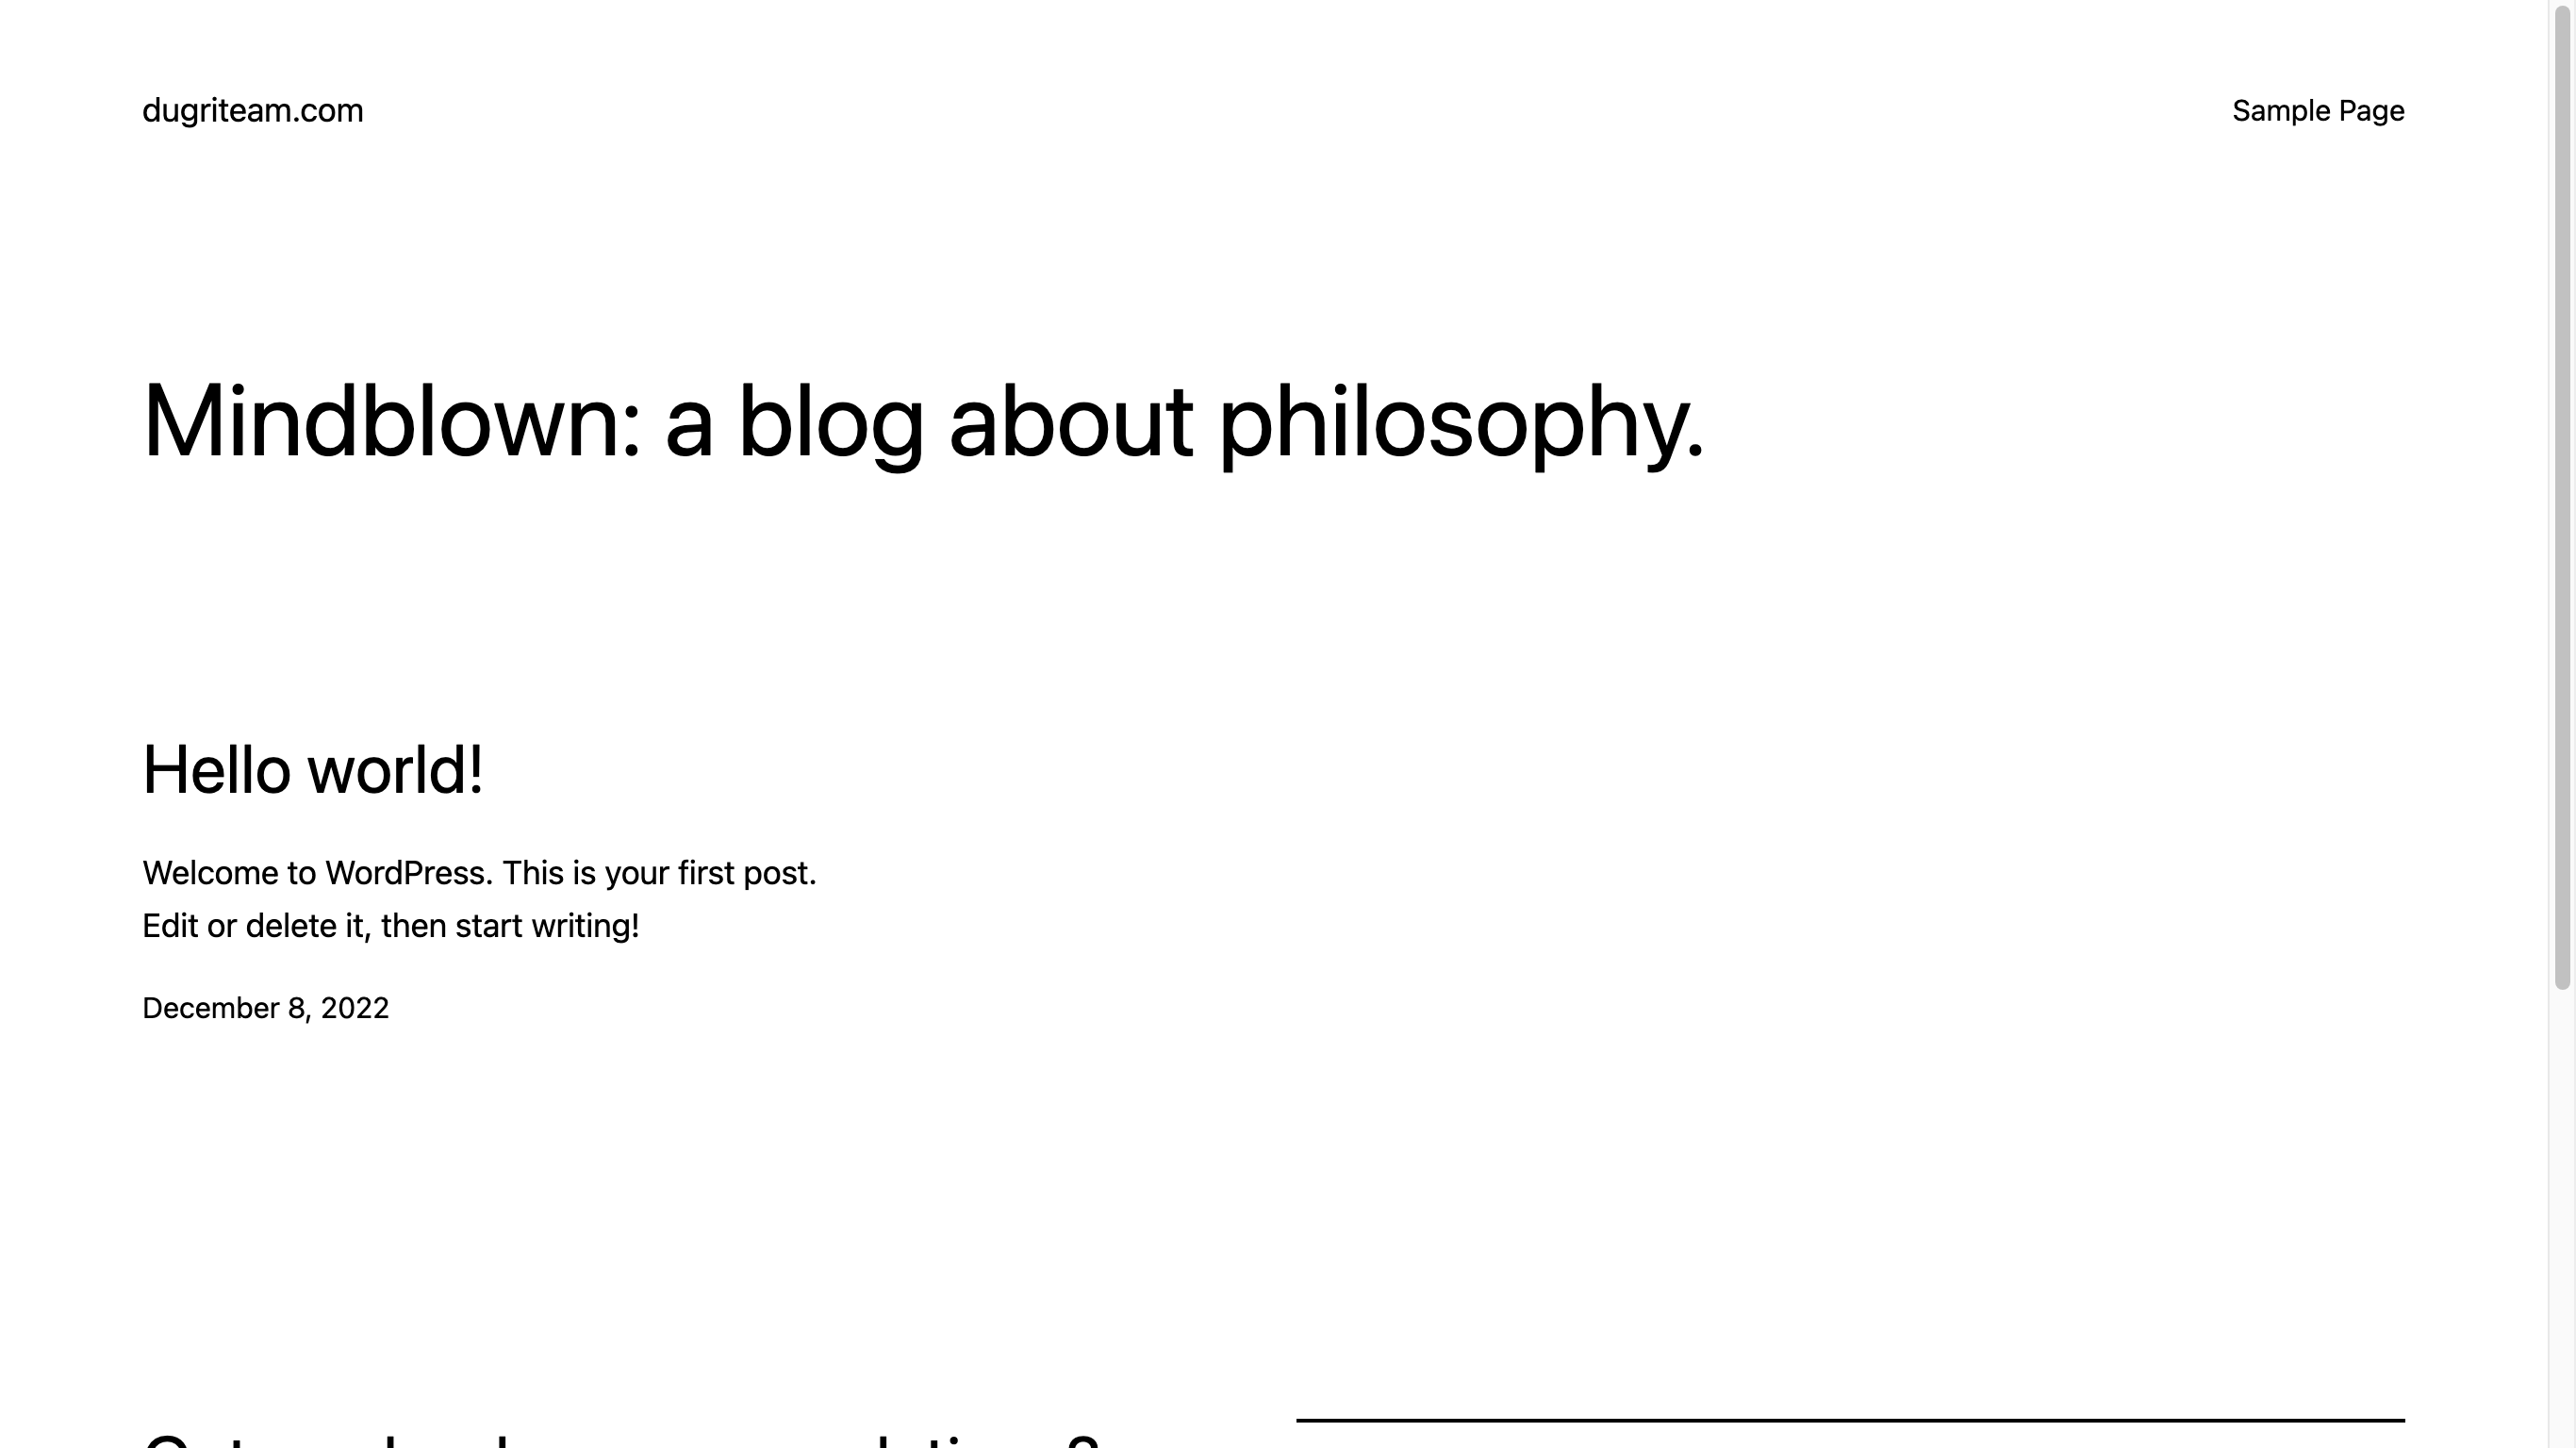 dugriteam.com
Sample Page
Mindblown: a blog about philosophy.
Hello world!
Welcome to WordPress. This is your first post.
Edit or delete it, then start writing!
December 8, 2022